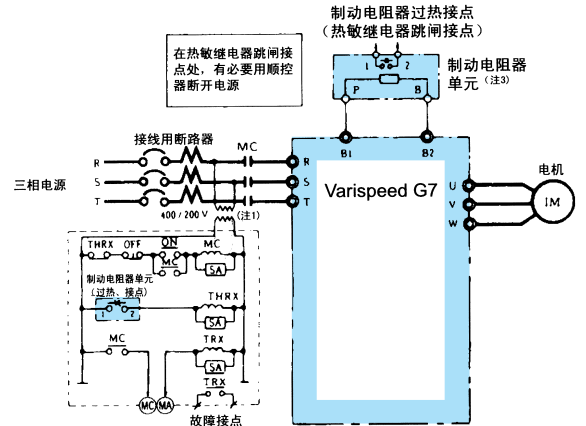 制动电阻器过热接点
(热敏继电器跳闸接点)
在热敏继电器跳闸接
点处，有必要用顺控
器断开电源
1 2
制动电阻器
单元（注3）
P B
接线用断路器
MC
B1 B2
三相电源
R R
S S
T T
400 / 200 V (注1)
Varispeed G7
U
V
W
电机
IM
THRX OFF ON MC
MC
SA
制动电阻器单元
（过热、接点）
1 2
THRX
SA
MC
TRX
SA
MC MA
TRX
故障接点